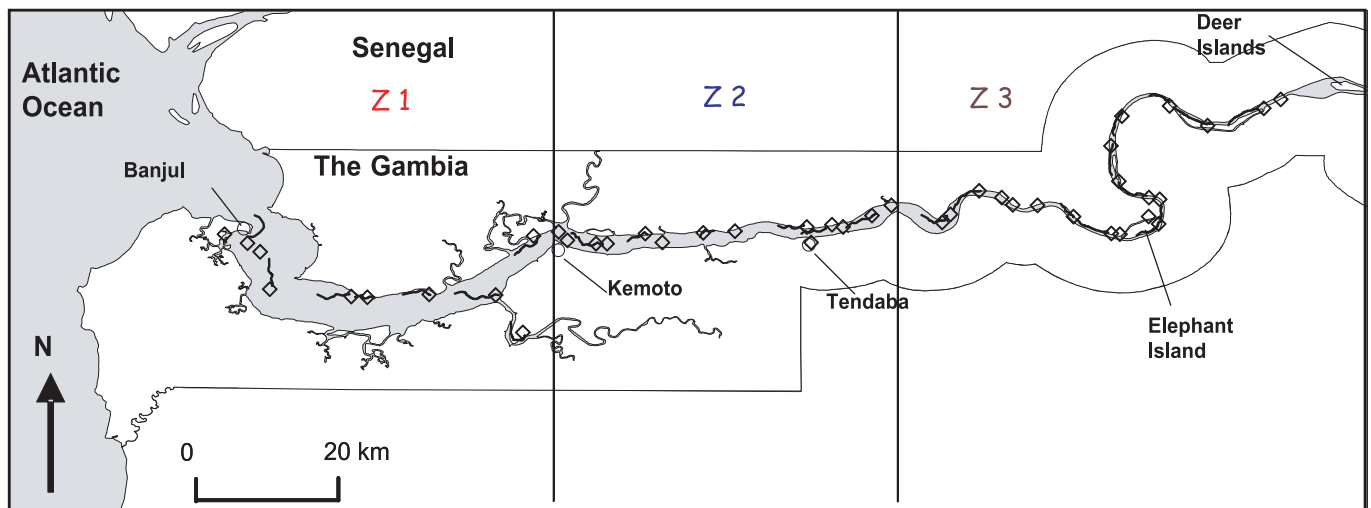 Deer
Islands
Senegal
Atlantic
Ocean
Z 1
Z 2
Z 3
The Gambia
Banjul
Kemoto
Tendaba
Elephant
Island
N
0
20 km